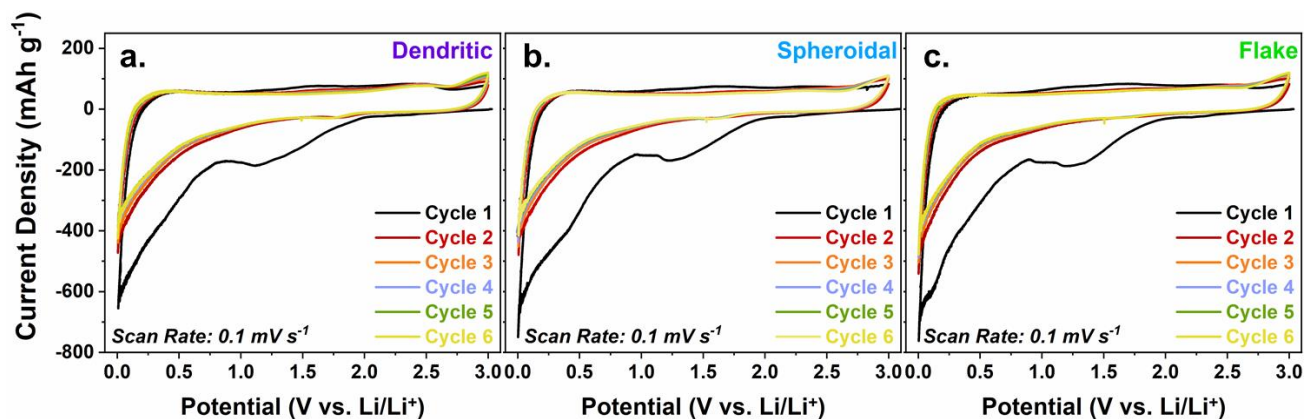 Current Density (mAh g⁻¹)
200
0
-200
-400
-600
-800
a.
Dendritic
Cycle 1
Cycle 2
Cycle 3
Cycle 4
Cycle 5
Cycle 6
Scan Rate: 0.1 mV s⁻¹
0.0 0.5 1.0 1.5 2.0 2.5 3.0
Potential (V vs. Li/Li⁺)
b.
Spheroidal
Cycle 1
Cycle 2
Cycle 3
Cycle 4
Cycle 5
Cycle 6
Scan Rate: 0.1 mV s⁻¹
0.0 0.5 1.0 1.5 2.0 2.5 3.0
Potential (V vs. Li/Li⁺)
c.
Flake
Cycle 1
Cycle 2
Cycle 3
Cycle 4
Cycle 5
Cycle 6
Scan Rate: 0.1 mV s⁻¹
0.0 0.5 1.0 1.5 2.0 2.5 3.0
Potential (V vs. Li/Li⁺)